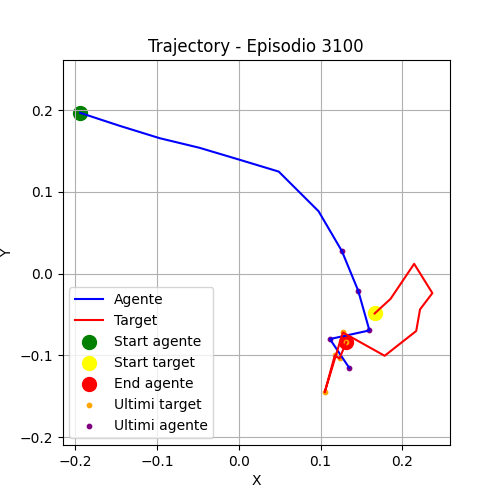 Trajectory - Episodio 3100
0.2
0.1
0.0
−0.1
−0.2
Y
Agente
Target
Start agente
Start target
End agente
Ultimi target
Ultimi agente
−0.2
−0.1
0.0
0.1
0.2
X